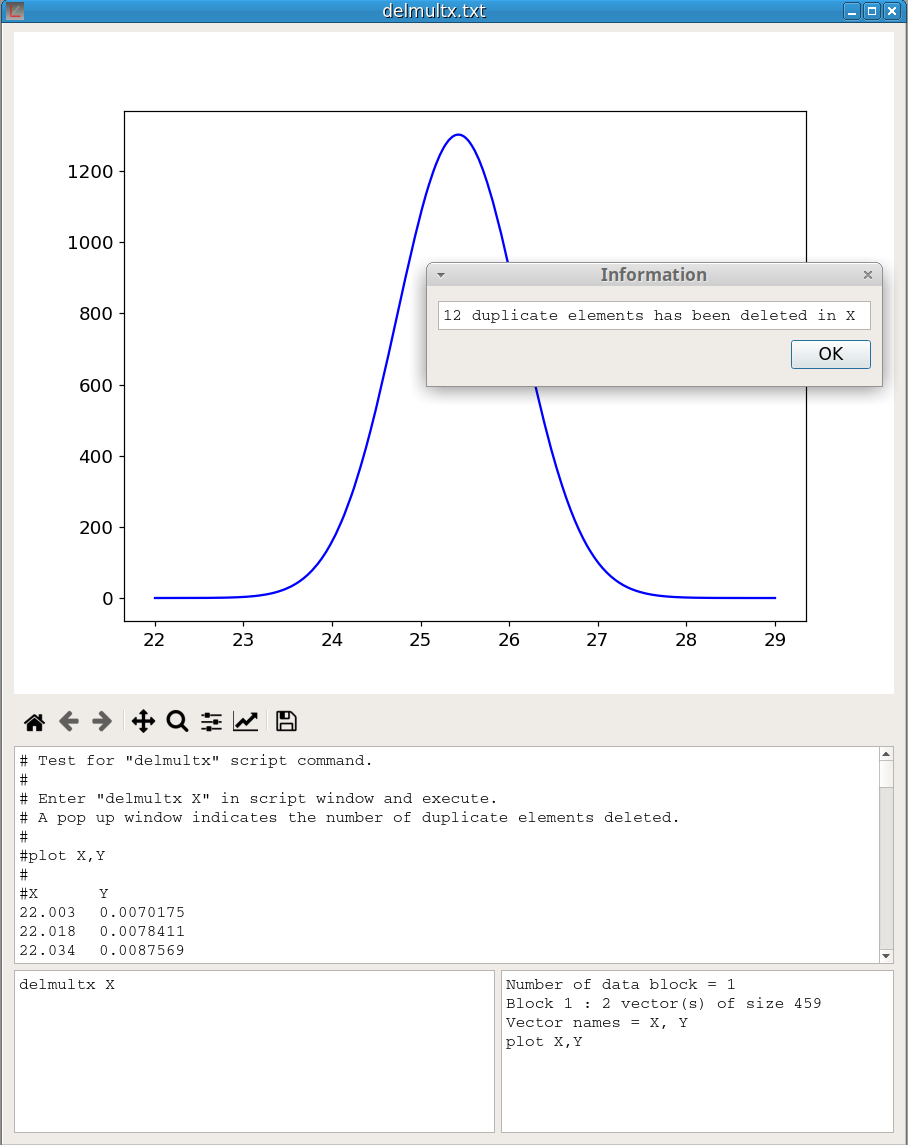 delmultx.txt
1200
1000
800
600
400
200
0
22 23 24 25 26 27 28 29
Information
12 duplicate elements has been deleted in X
OK
# Test for "delmultx" script command.
#
# Enter "delmultx X" in script window and execute.
# A pop up window indicates the number of duplicate elements deleted.
#
#plot X,Y
#
#X Y
22.003 0.0070175
22.018 0.0078411
22.034 0.0087569
delmultx X
Number of data block = 1
Block 1 : 2 vector(s) of size 459
Vector names = X, Y
plot X,Y